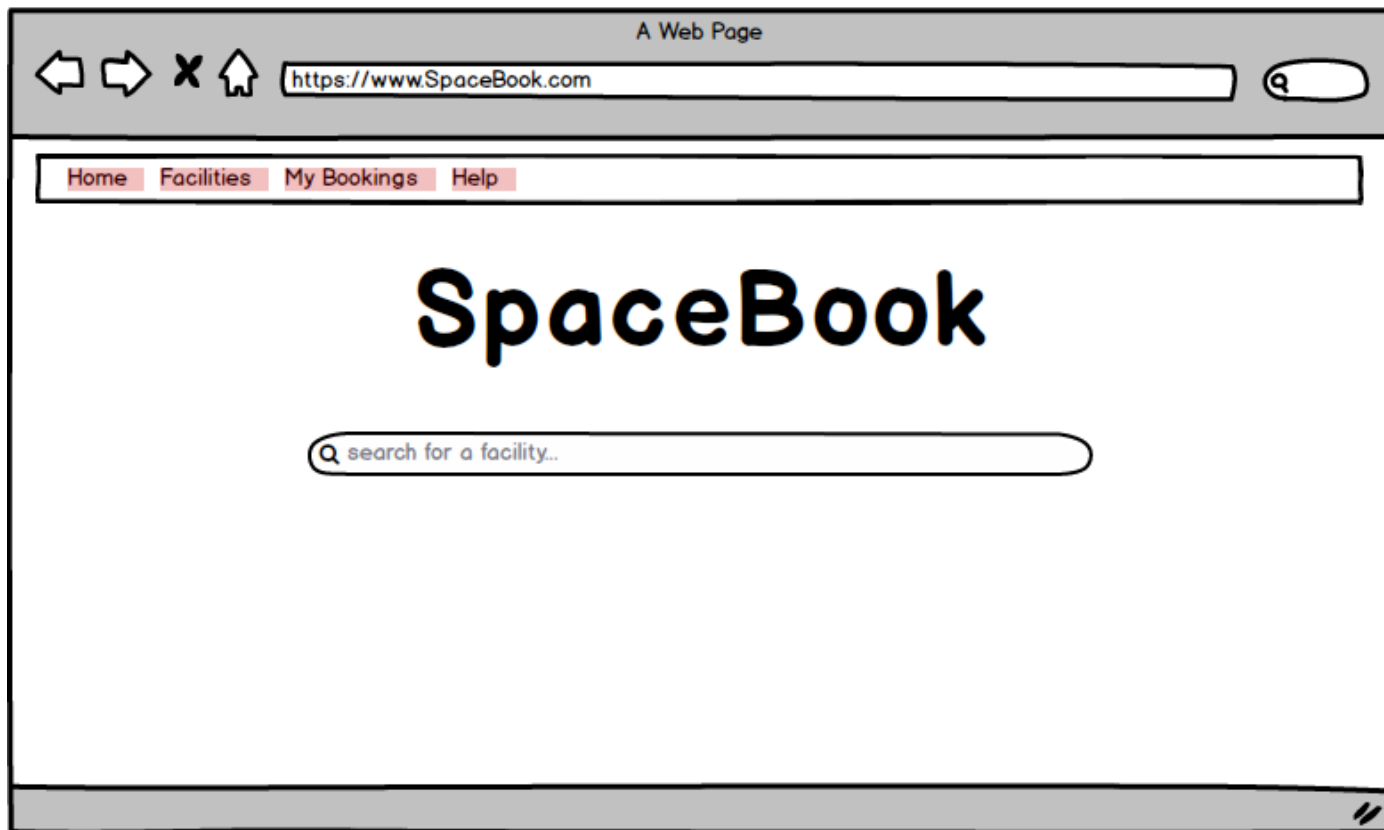 A Web Page
https://www.SpaceBook.com
Home Facilities My Bookings Help
SpaceBook
search for a facility...